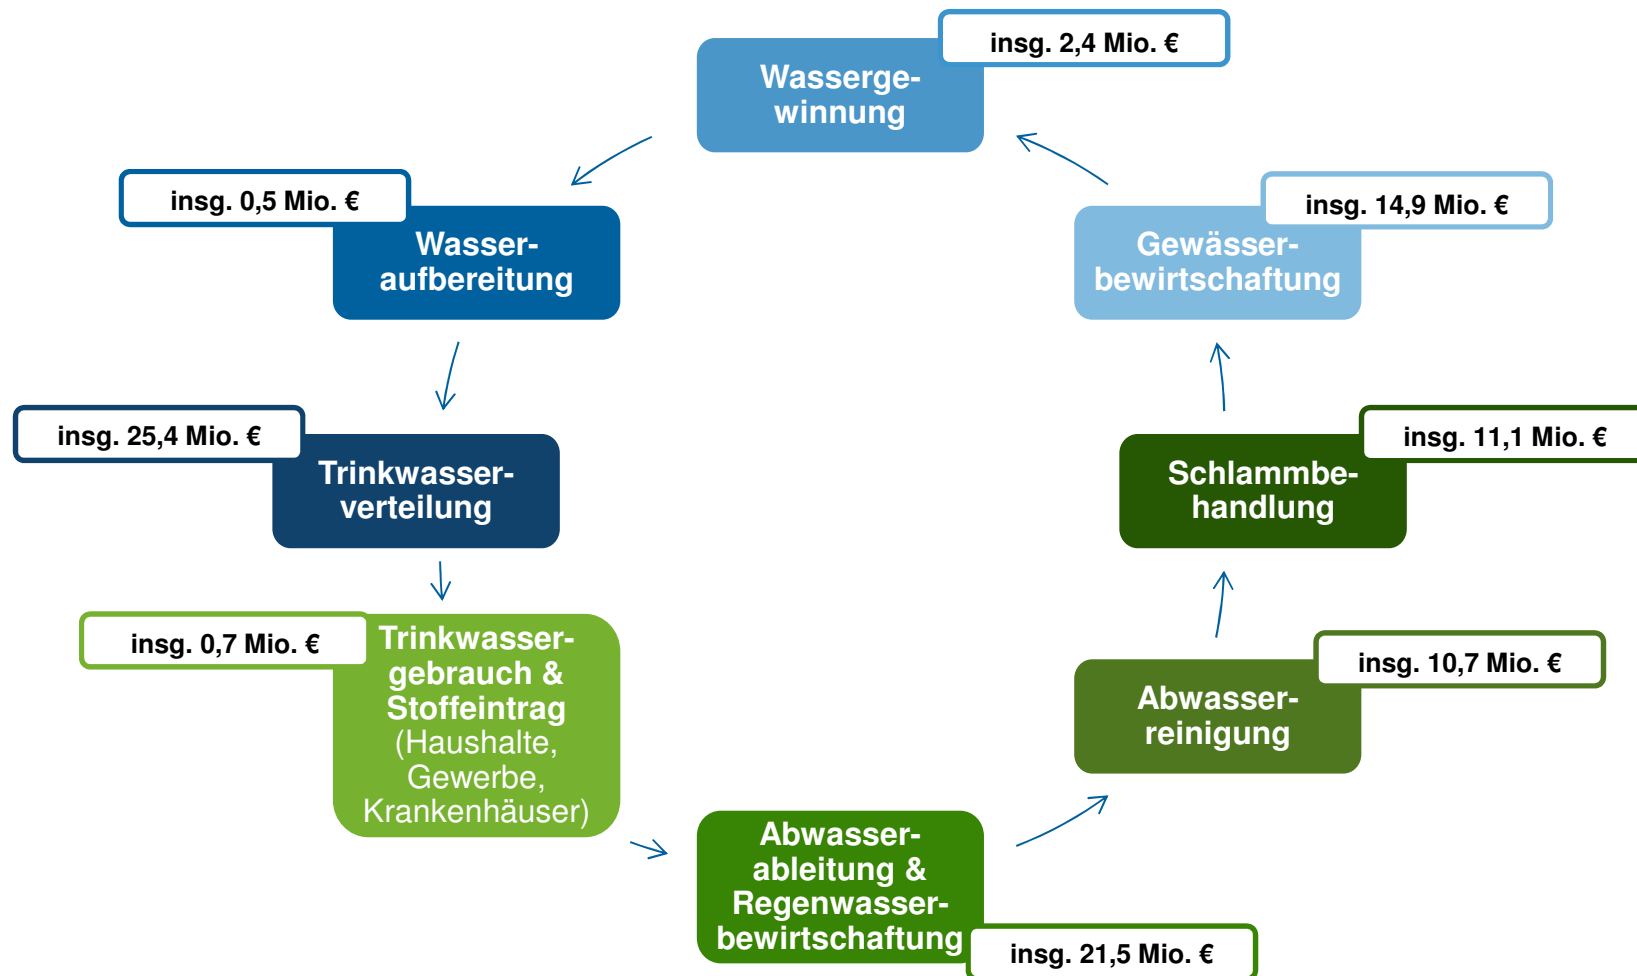 insg. 2,4 Mio. €
Wasserge-
winnung
insg. 0,5 Mio. €
Wasser-
aufbereitung
insg. 14,9 Mio. €
Gewässer-
bewirtschaftung
insg. 25,4 Mio. €
Trinkwasser-
verteilung
insg. 11,1 Mio. €
Schlammbe-
handlung
insg. 0,7 Mio. €
Trinkwasser-
gebrauch &
Stoffeintrag
(Haushalte,
Gewerbe,
Krankenhäuser)
insg. 10,7 Mio. €
Abwasser-
reinigung
Abwasser-
ableitung &
Regenwasser-
bewirtschaftung
insg. 21,5 Mio. €